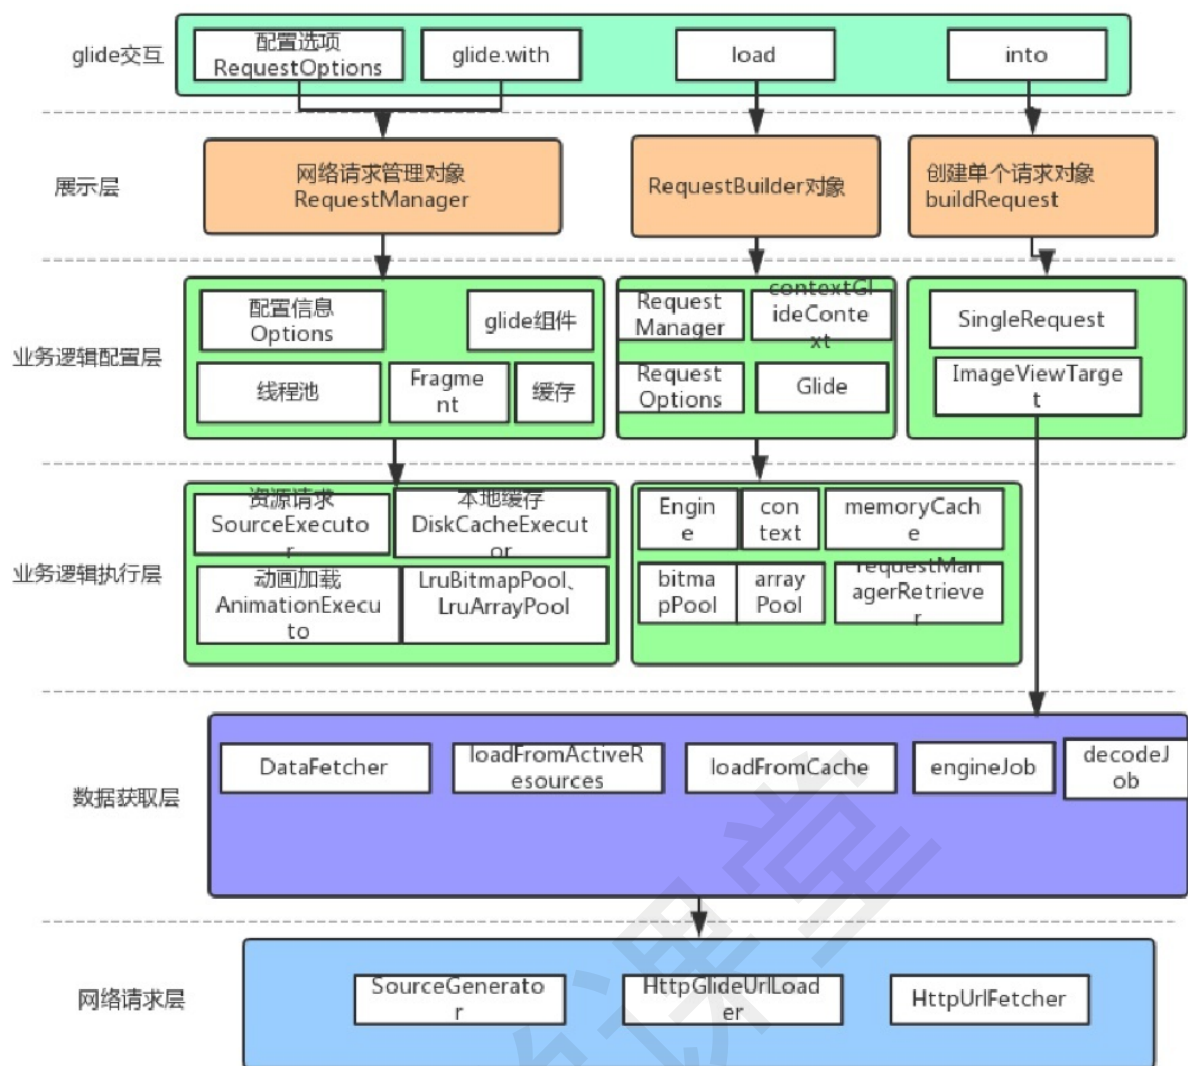 glide交互
配置选项
RequestOptions
glide.with
load
into
展示层
网络请求管理对象
RequestManager
RequestBuilder对象
创建单个请求对象
buildRequest
业务逻辑配置层
配置信息
Options
glide组件
线程池
Fragme
nt
缓存
Request
Manager
contextGl
ideConte
xt
Request
Options
Glide
SingleRequest
ImageViewTarge
t
业务逻辑执行层
资源请求
SourceExecuto
r
本地缓存
DiskCacheExecut
or
动画加载
AnimationExecu
to
LruBitmapPool、
LruArrayPool
Engin
e
con
text
memoryCach
e
bitma
pPool
array
Pool
requestMan
agerRetrieve
r
数据获取层
DataFetcher
loadFromActiveR
esources
loadFromCache
engineJob
decodeJ
ob
网络请求层
SourceGenerato
r
HttpGlideUrlLoad
er
HttpUrlFetcher
课堂